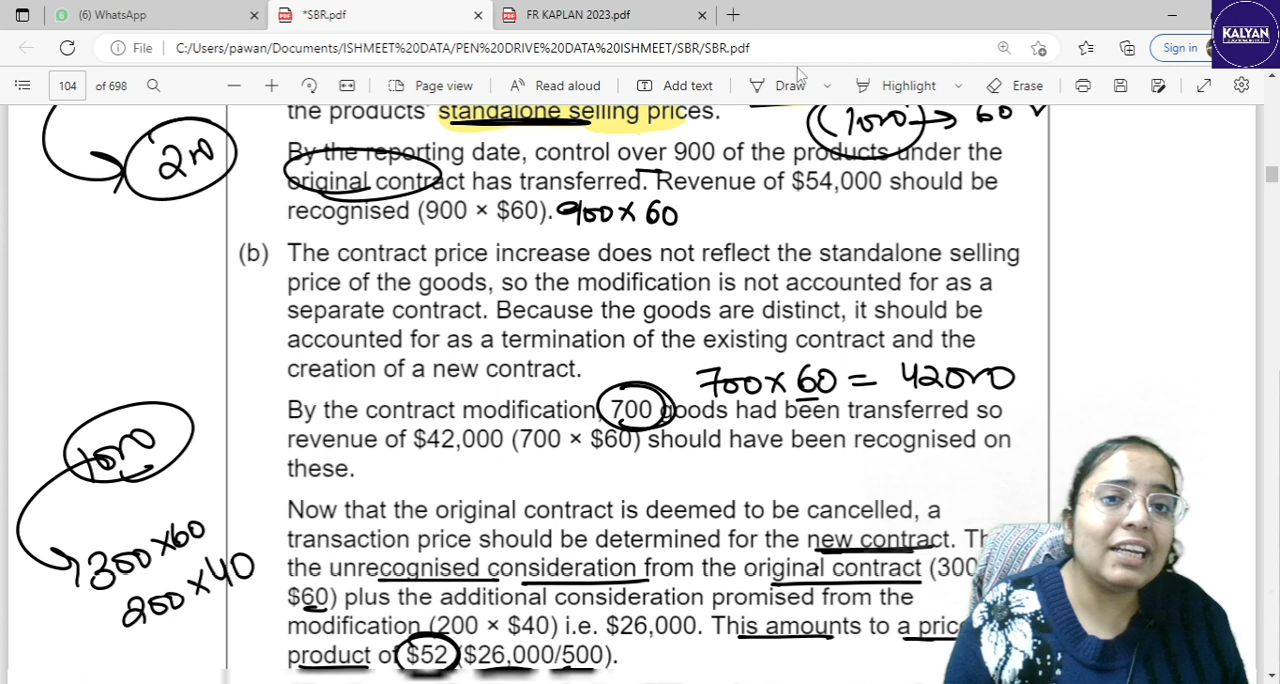 (6) WhatsApp
*SBR.pdf
FR KAPLAN 2023.pdf
File
C:/Users/pawan/Documents/ISHMEET%20DATA/PEN%20DRIVE%20DATA%20ISHMEET/SBR/SBR.pdf
Sign in
KALYAN
104 of 698
Page view
Read aloud
Add text
Draw
Highlight
Erase
the products' standalone selling prices.
1000 → 60
200
By the reporting date, control over 900 of the products under the
original contract has transferred. Revenue of $54,000 should be
recognised (900 × $60). 900 x 60
(b) The contract price increase does not reflect the standalone selling
price of the goods, so the modification is not accounted for as a
separate contract. Because the goods are distinct, it should be
accounted for as a termination of the existing contract and the
creation of a new contract.
700 x 60 = 42000
By the contract modification, 700 goods had been transferred so
revenue of $42,000 (700 × $60) should have been recognised on
these.
1000
Now that the original contract is deemed to be cancelled, a
transaction price should be determined for the new contract.
the unrecognised consideration from the original contract (300
$60) plus the additional consideration promised from the
modification (200 × $40) i.e. $26,000. This amounts to a
product of $52 ($26,000/500).
300 x 60
200 x 40